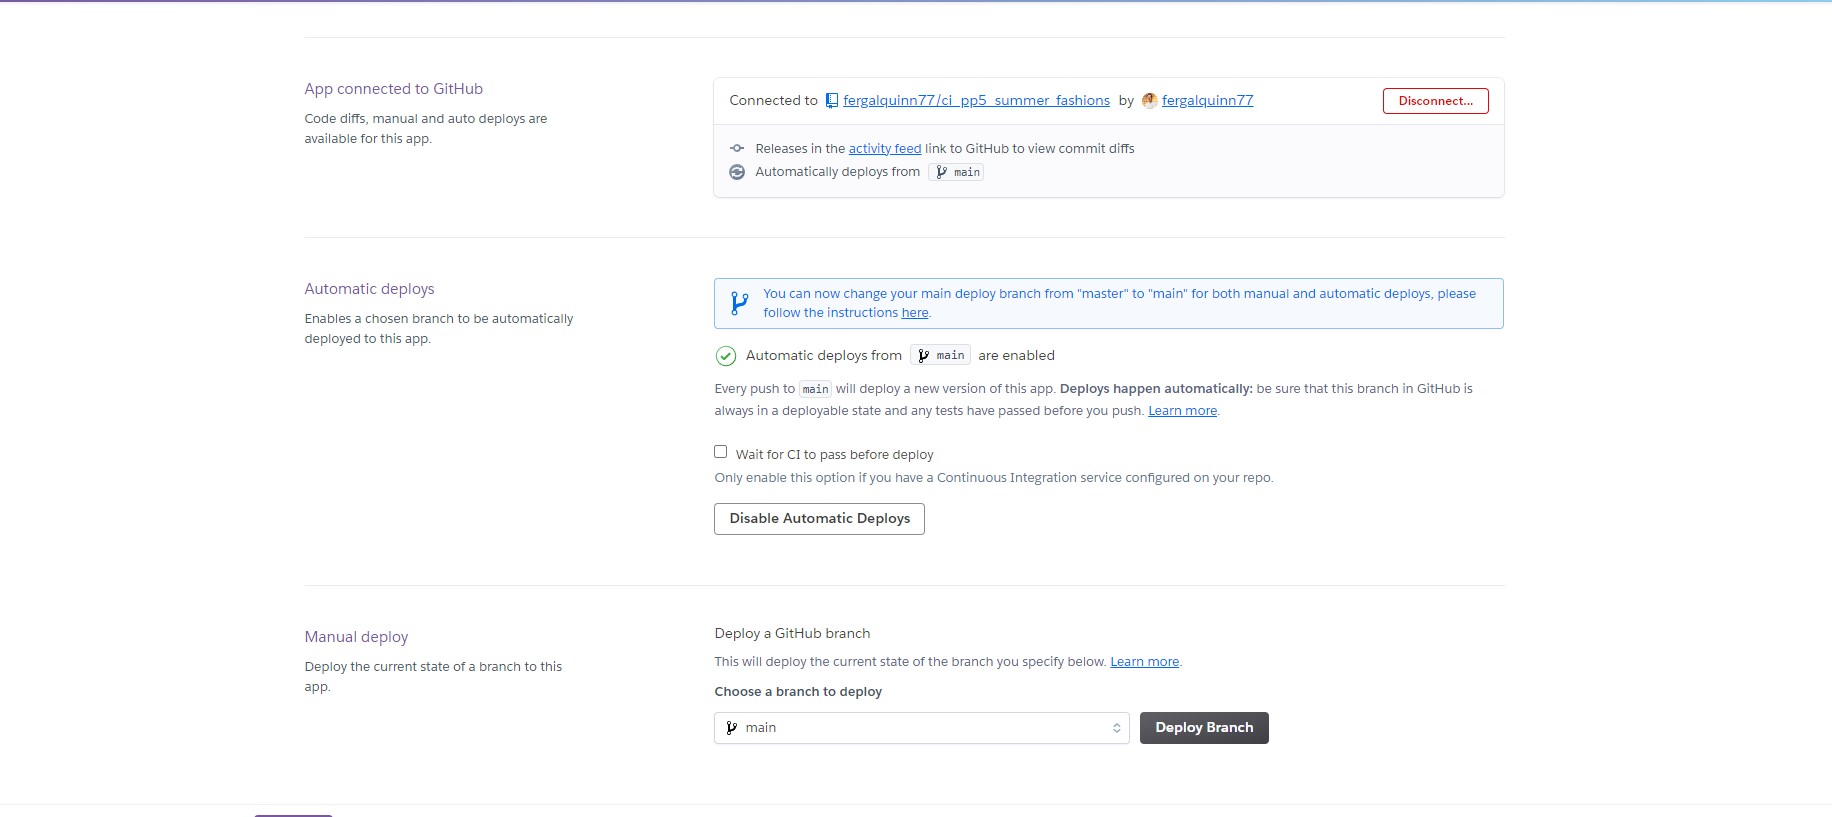 App connected to GitHub
Code diffs, manual and auto deploys are
available for this app.
Connected to fergalquinn77/ci_pp5_summer_fashions by fergalquinn77
Disconnect...
Releases in the activity feed link to GitHub to view commit diffs
Automatically deploys from main
Automatic deploys
Enables a chosen branch to be automatically
deployed to this app.
You can now change your main deploy branch from "master" to "main" for both manual and automatic deploys, please
follow the instructions here.
Automatic deploys from main are enabled
Every push to main will deploy a new version of this app. Deploys happen automatically: be sure that this branch in GitHub is
always in a deployable state and any tests have passed before you push. Learn more.
Wait for CI to pass before deploy
Only enable this option if you have a Continuous Integration service configured on your repo.
Disable Automatic Deploys
Manual deploy
Deploy the current state of a branch to this
app.
Deploy a GitHub branch
This will deploy the current state of the branch you specify below. Learn more.
Choose a branch to deploy
main
Deploy Branch